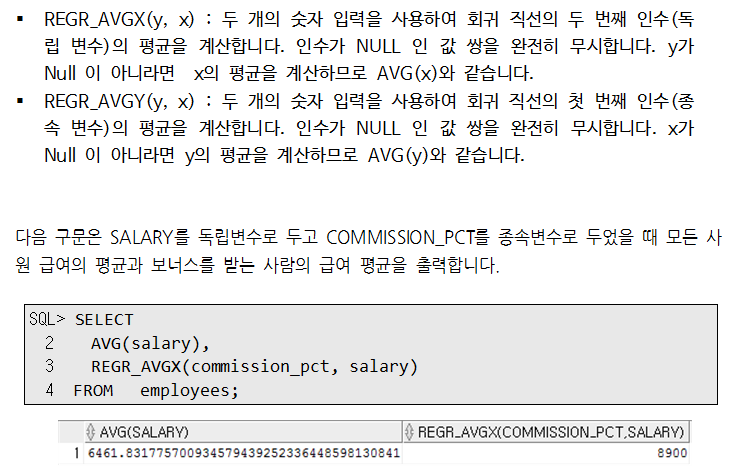 ▪ REGR_AVGX(y, x) : 두 개의 숫자 입력을 사용하여 회귀 직선의 두 번째 인수(독
립 변수)의 평균을 계산합니다. 인수가 NULL 인 값 쌍을 완전히 무시합니다. y가
Null 이 아니라면 x의 평균을 계산하므로 AVG(x)와 같습니다.
▪ REGR_AVGY(y, x) : 두 개의 숫자 입력을 사용하여 회귀 직선의 첫 번째 인수(종
속 변수)의 평균을 계산합니다. 인수가 NULL 인 값 쌍을 완전히 무시합니다. x가
Null 이 아니라면 y의 평균을 계산하므로 AVG(y)와 같습니다.
다음 구문은 SALARY를 독립변수로 두고 COMMISSION_PCT를 종속변수로 두었을 때 모든 사
원 급여의 평균과 보너스를 받는 사람의 급여 평균을 출력합니다.
SQL> SELECT
2 AVG(salary),
3 REGR_AVGX(commission_pct, salary)
4 FROM employees;
AVG(SALARY) REGR_AVGX(COMMISSION_PCT,SALARY)
1 6461.831775700934579439252336448598130841 8900